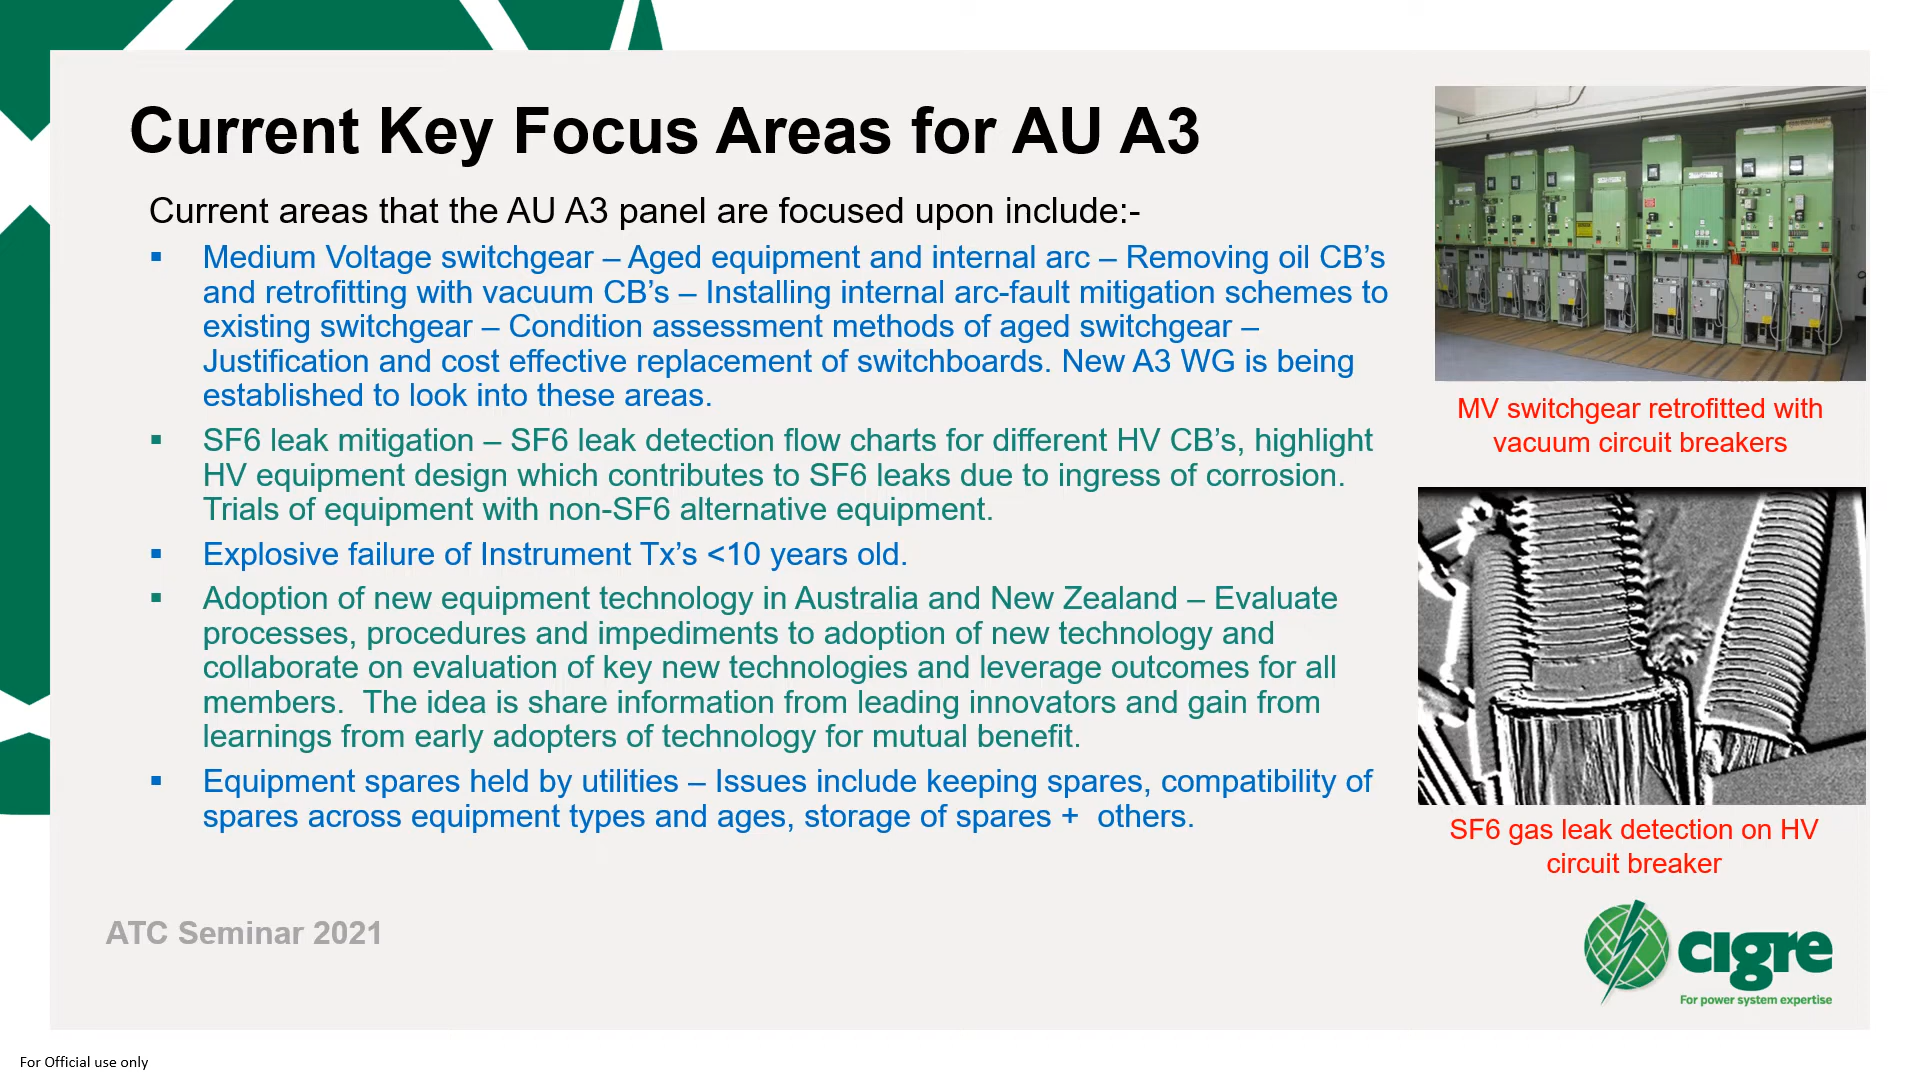 Current Key Focus Areas for AU A3
Current areas that the AU A3 panel are focused upon include:-
▪ Medium Voltage switchgear – Aged equipment and internal arc – Removing oil CB’s
and retrofitting with vacuum CB’s – Installing internal arc-fault mitigation schemes to
existing switchgear – Condition assessment methods of aged switchgear –
Justification and cost effective replacement of switchboards. New A3 WG is being
established to look into these areas.
▪ SF6 leak mitigation – SF6 leak detection flow charts for different HV CB’s, highlight
HV equipment design which contributes to SF6 leaks due to ingress of corrosion.
Trials of equipment with non-SF6 alternative equipment.
▪ Explosive failure of Instrument Tx’s <10 years old.
▪ Adoption of new equipment technology in Australia and New Zealand – Evaluate
processes, procedures and impediments to adoption of new technology and
collaborate on evaluation of key new technologies and leverage outcomes for all
members.  The idea is share information from leading innovators and gain from
learnings from early adopters of technology for mutual benefit.
▪ Equipment spares held by utilities – Issues include keeping spares, compatibility of
spares across equipment types and ages, storage of spares +  others.
MV switchgear retrofitted with
vacuum circuit breakers
SF6 gas leak detection on HV
circuit breaker
ATC Seminar 2021
cigre
For power system expertise
For Official use only